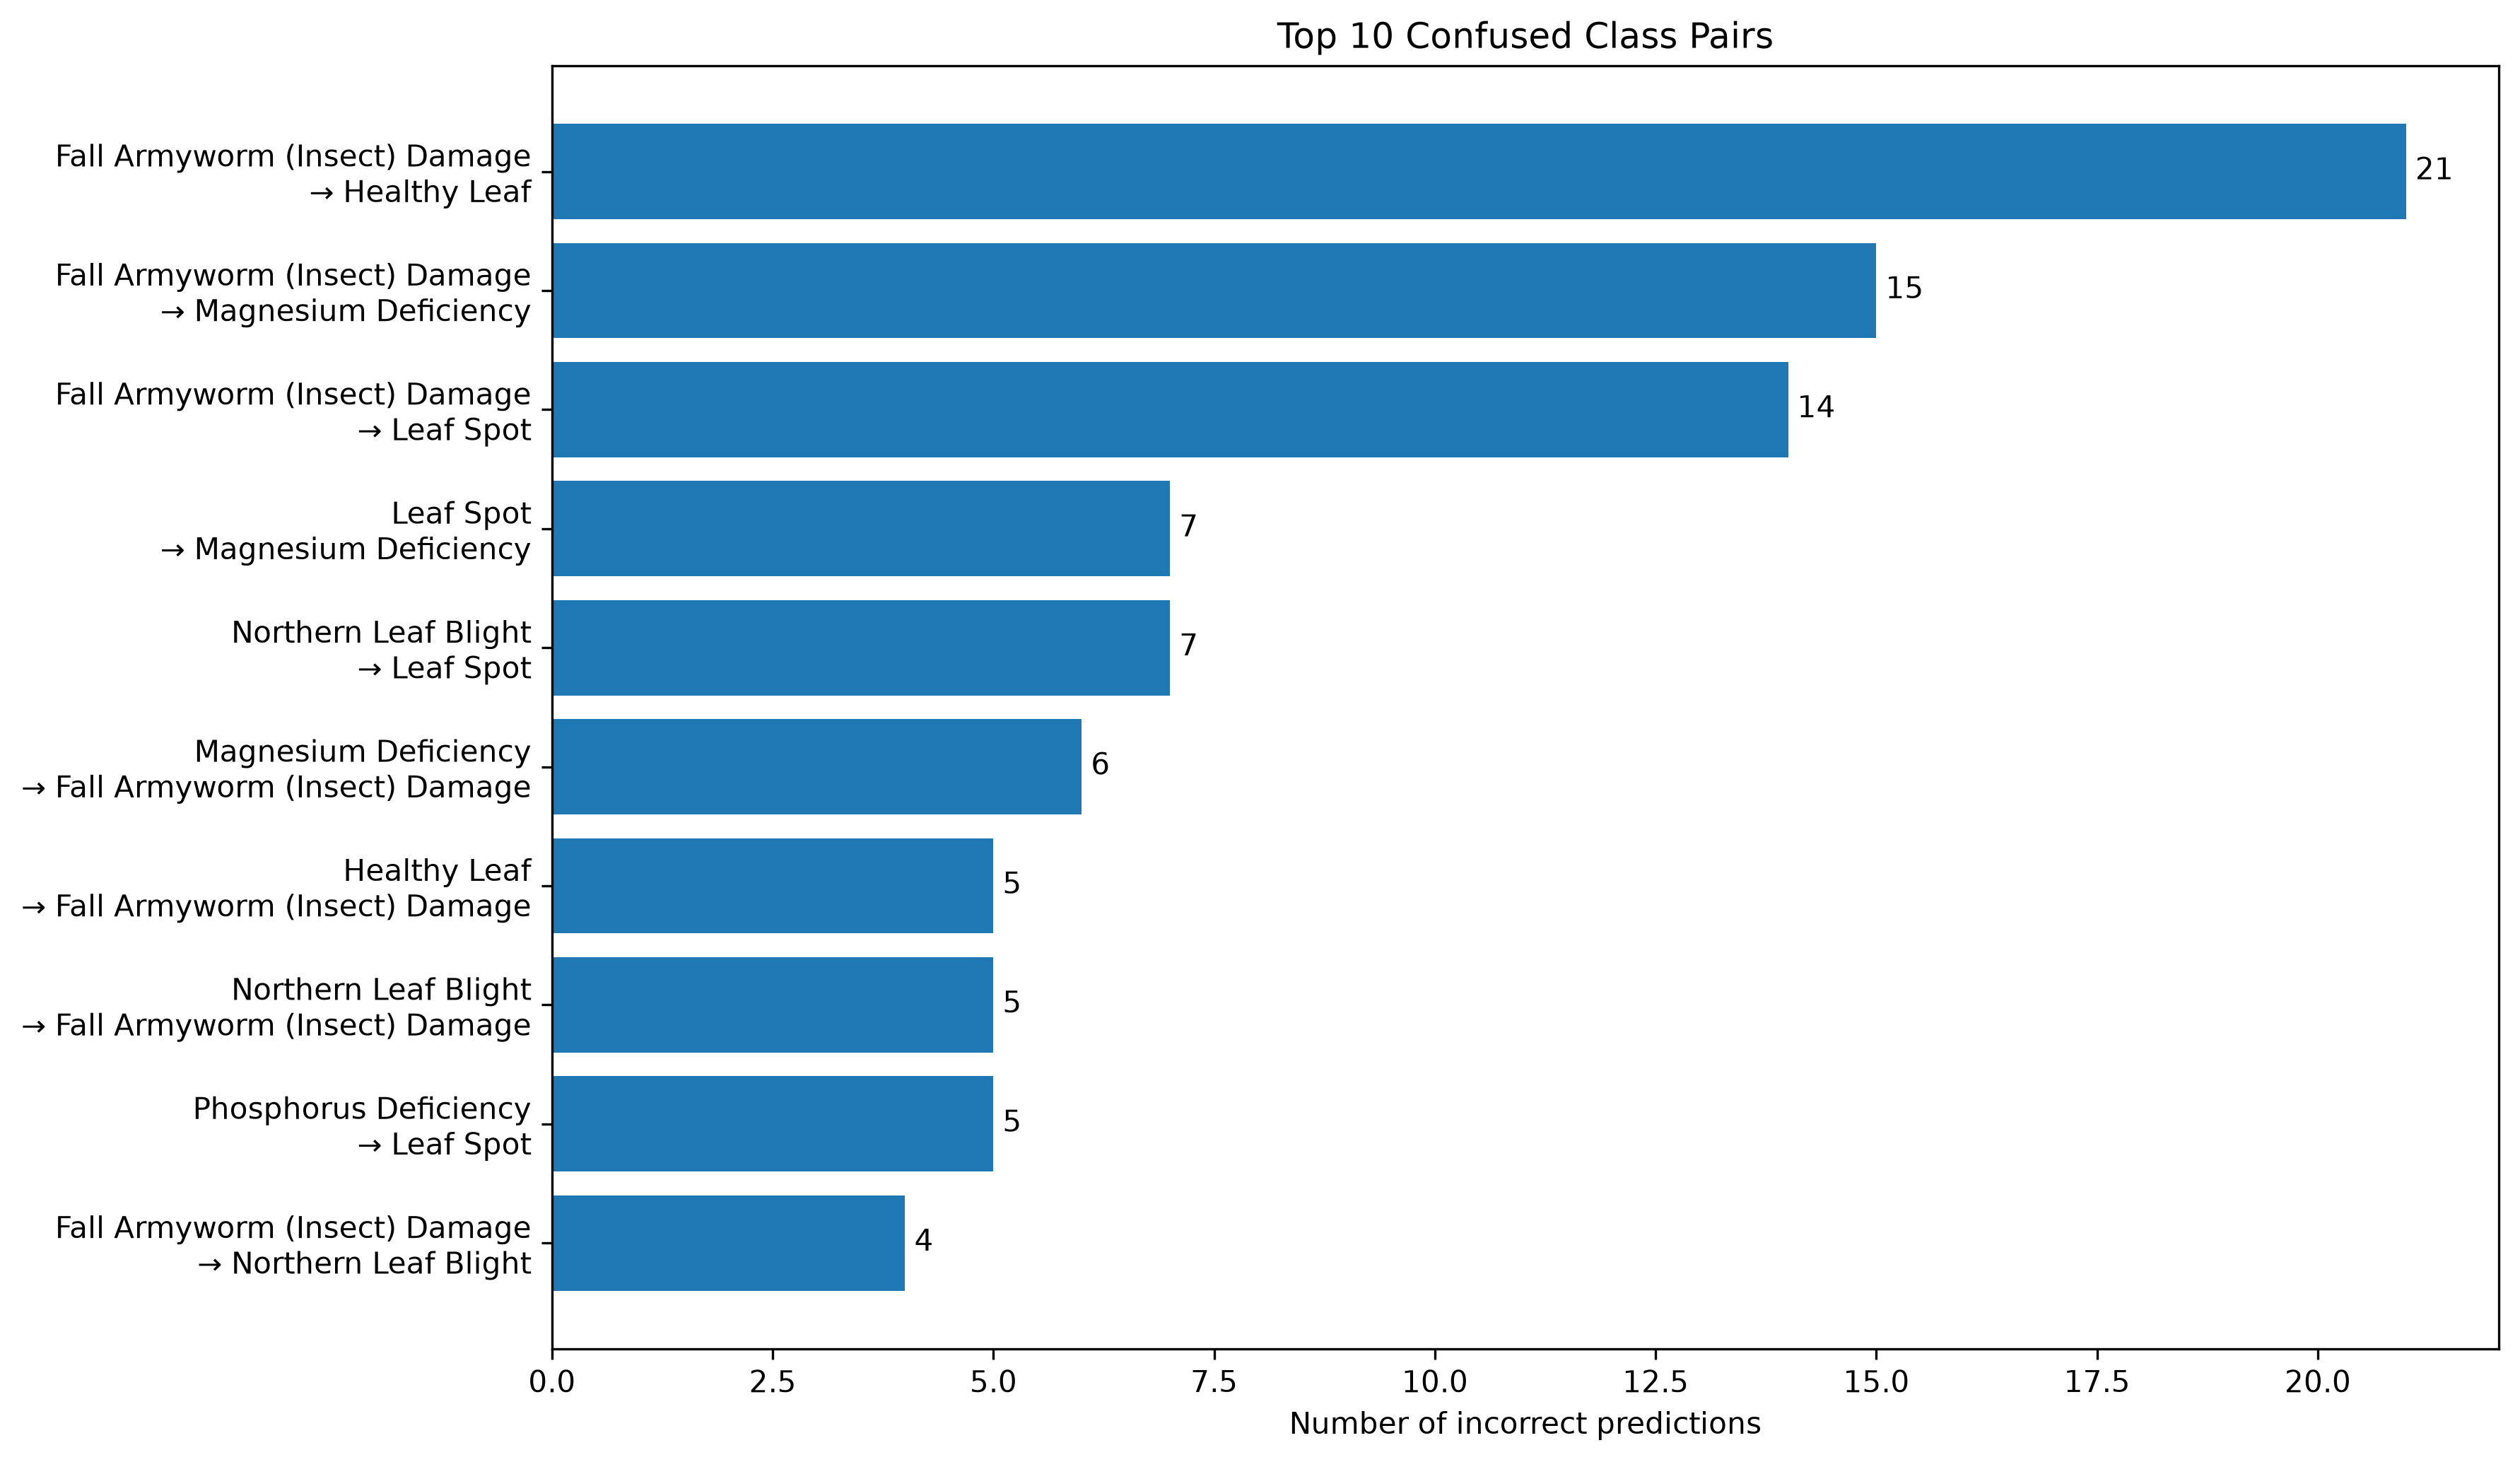 Top 10 Confused Class Pairs
Fall Armyworm (Insect) Damage
→ Healthy Leaf
21
Fall Armyworm (Insect) Damage
→ Magnesium Deficiency
15
Fall Armyworm (Insect) Damage
→ Leaf Spot
14
Leaf Spot
→ Magnesium Deficiency
7
Northern Leaf Blight
→ Leaf Spot
7
Magnesium Deficiency
→ Fall Armyworm (Insect) Damage
6
Healthy Leaf
→ Fall Armyworm (Insect) Damage
5
Northern Leaf Blight
→ Fall Armyworm (Insect) Damage
5
Phosphorus Deficiency
→ Leaf Spot
5
Fall Armyworm (Insect) Damage
→ Northern Leaf Blight
4
0.0 2.5 5.0 7.5 10.0 12.5 15.0 17.5 20.0
Number of incorrect predictions